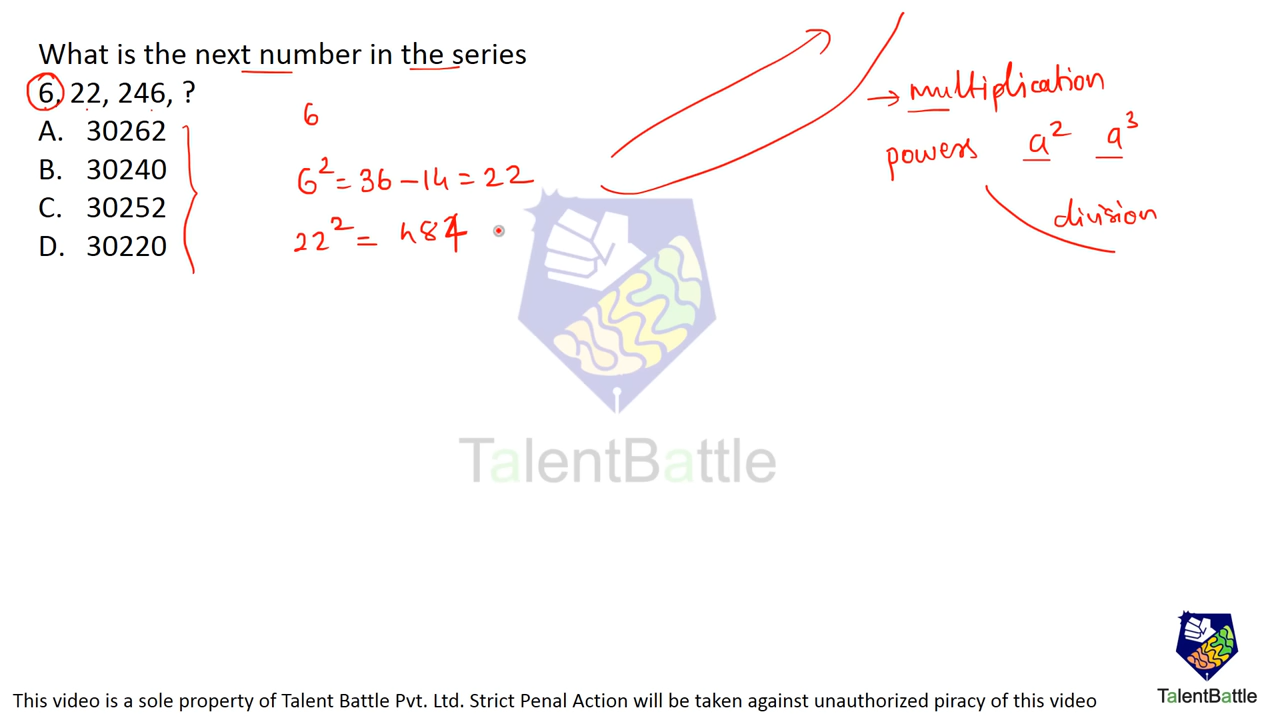 What is the next number in the series
6, 22, 246, ?
A. 30262
B. 30240
C. 30252
D. 30220
6
6² = 36 - 14 = 22
22² = 484
→ multiplication
powers a² a³
division
TalentBattle
TalentBattle
This video is a sole property of Talent Battle Pvt. Ltd. Strict Penal Action will be taken against unauthorized piracy of this video